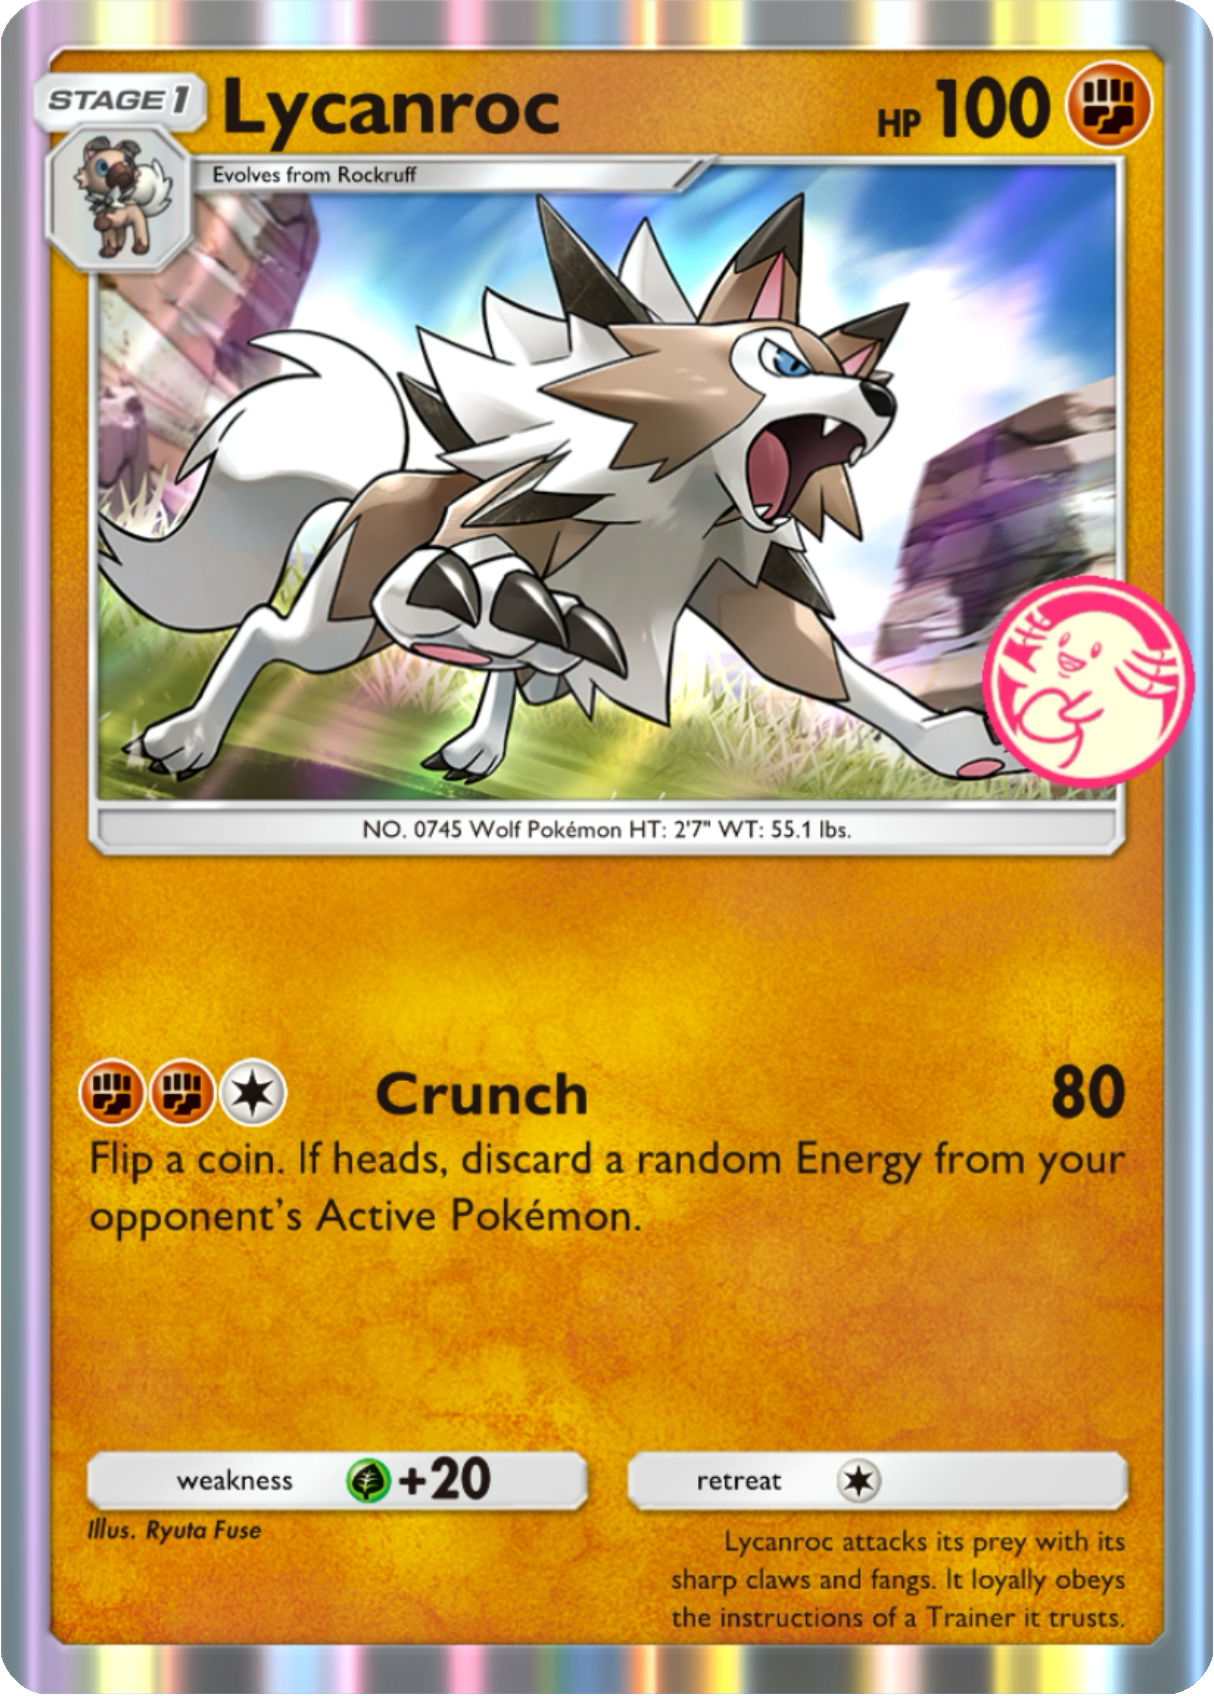 STAGE 1
Lycanroc
HP 100
Evolves from Rockruff
NO. 0745 Wolf Pokémon HT: 2'7" WT: 55.1 lbs.
Crunch 80
Flip a coin. If heads, discard a random Energy from your
opponent's Active Pokémon.
weakness +20
retreat
Illus. Ryuta Fuse
Lycanroc attacks its prey with its
sharp claws and fangs. It loyally obeys
the instructions of a Trainer it trusts.